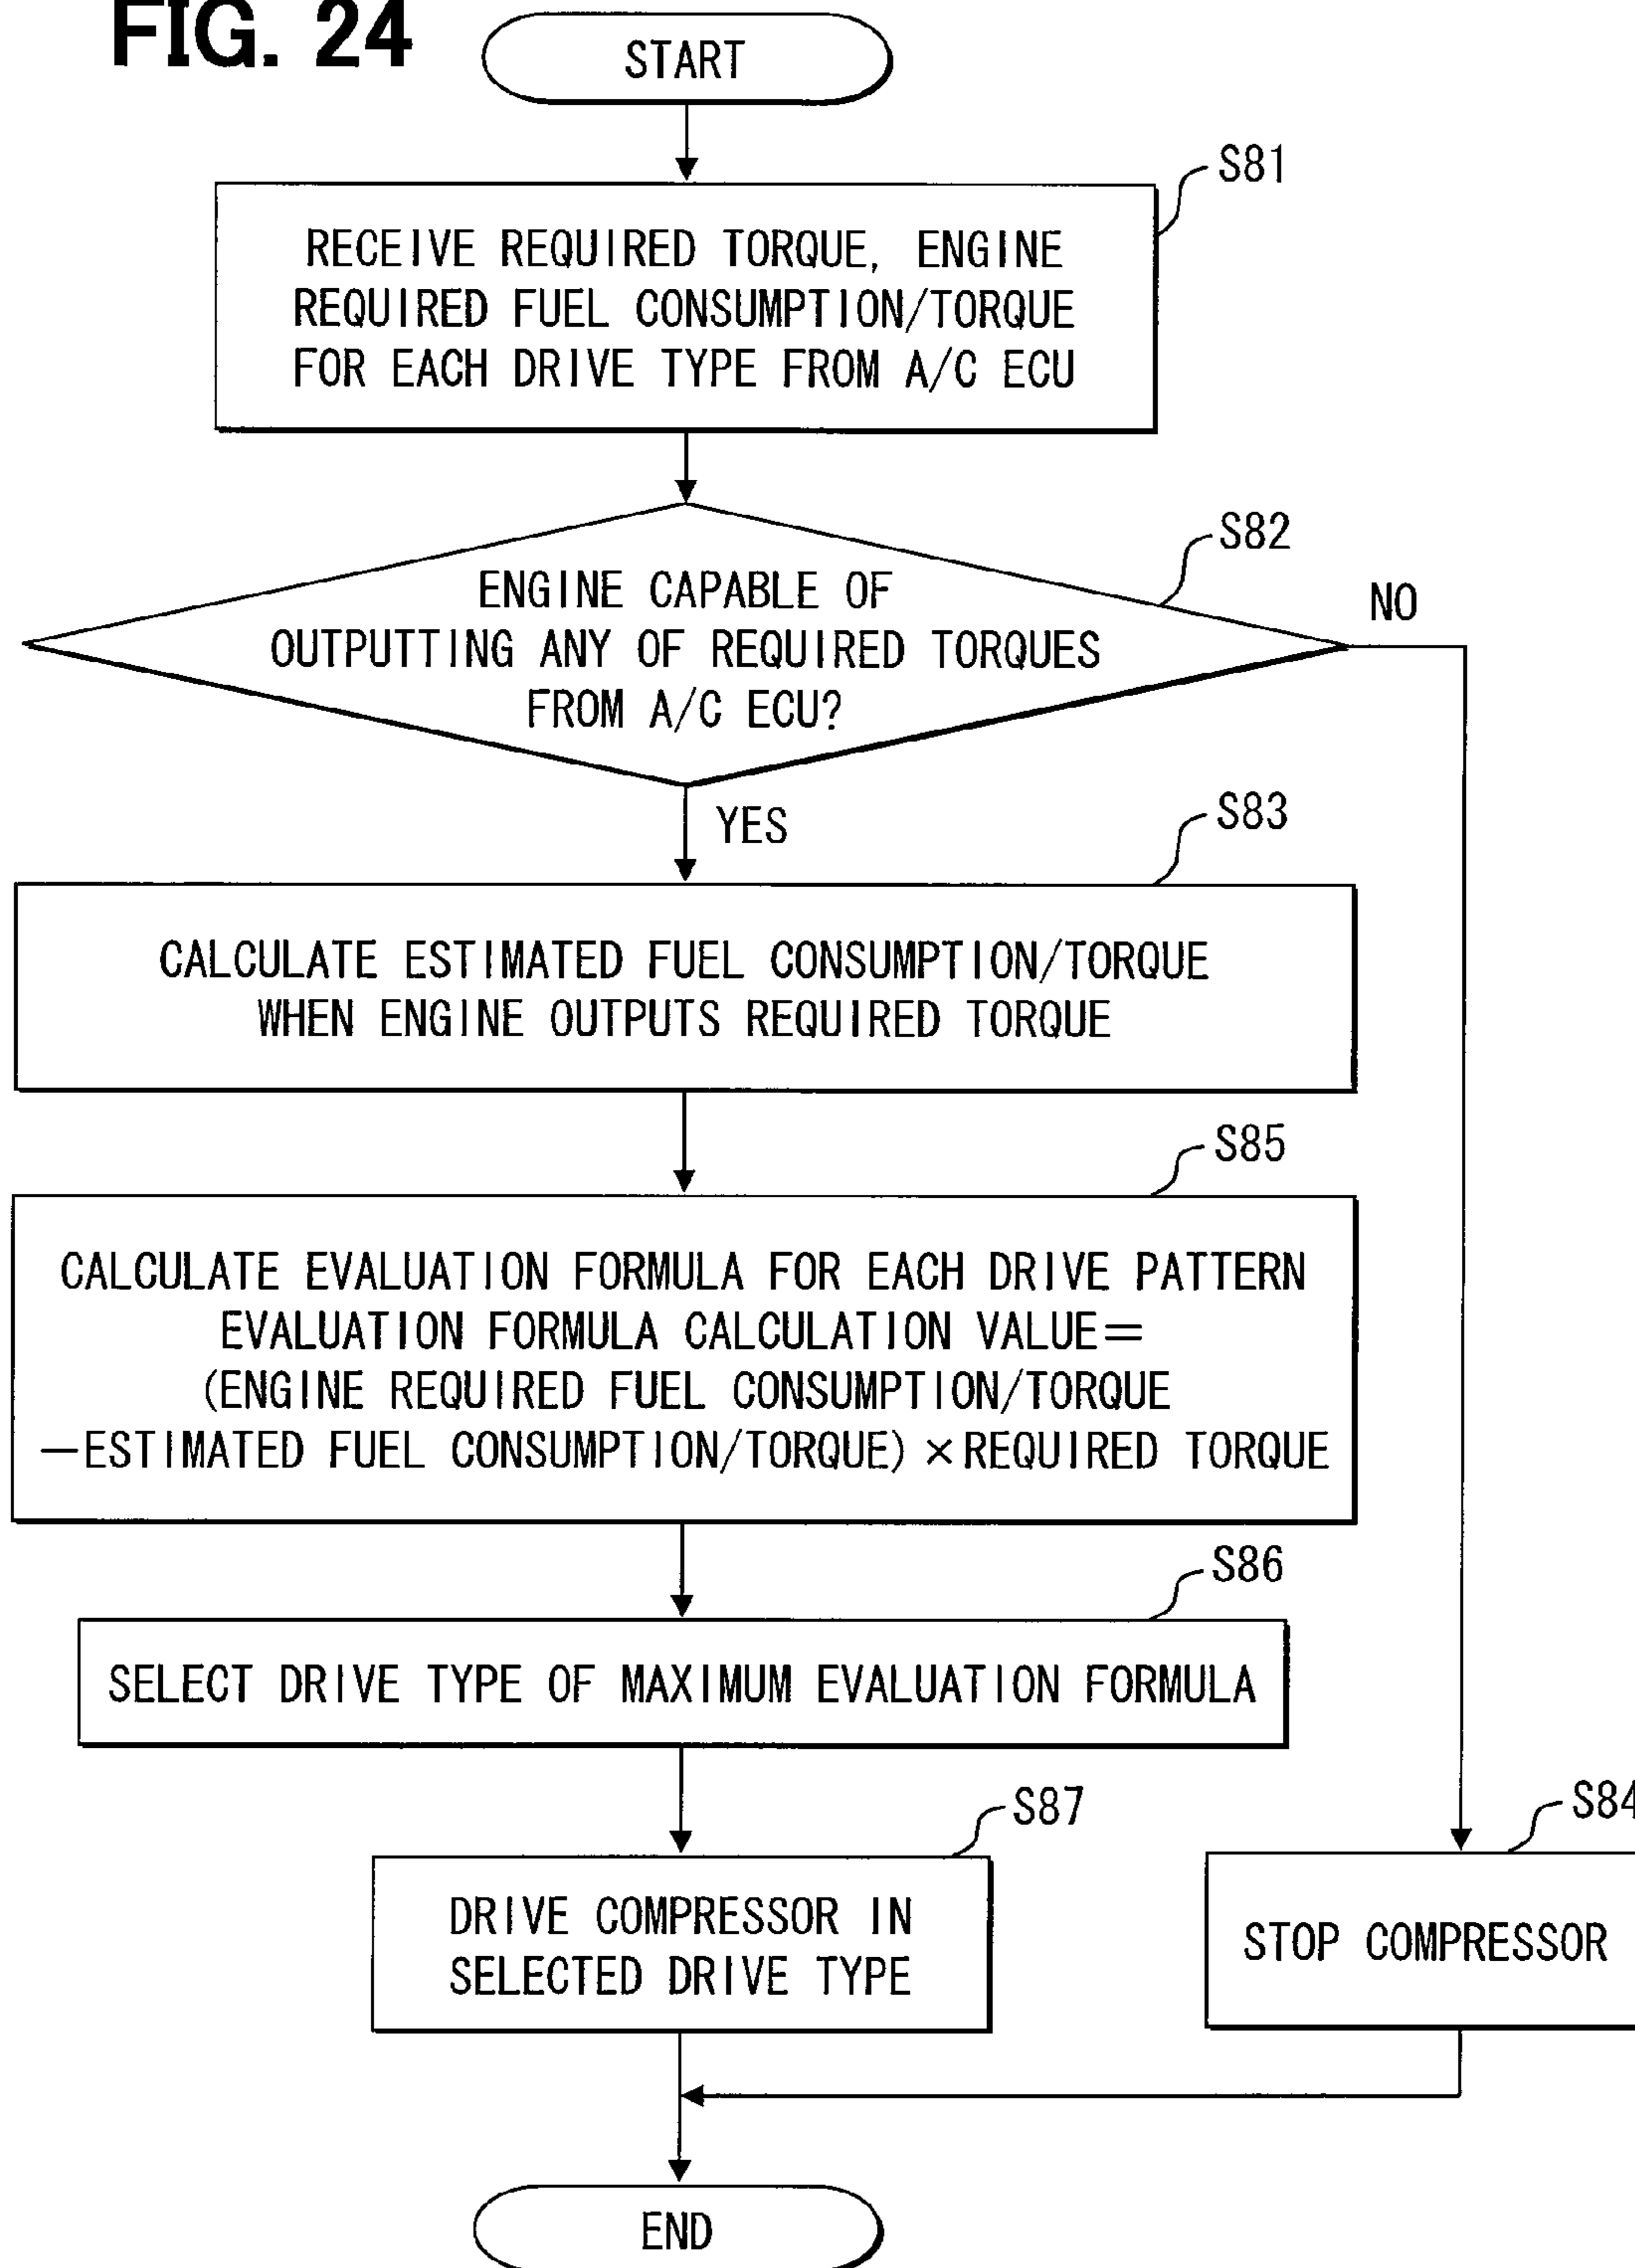 FIG. 24
START
S81
RECEIVE REQUIRED TORQUE, ENGINE
REQUIRED FUEL CONSUMPTION/TORQUE
FOR EACH DRIVE TYPE FROM A/C ECU
S82
ENGINE CAPABLE OF
OUTPUTTING ANY OF REQUIRED TORQUES
FROM A/C ECU?
NO
YES
S83
CALCULATE ESTIMATED FUEL CONSUMPTION/TORQUE
WHEN ENGINE OUTPUTS REQUIRED TORQUE
S85
CALCULATE EVALUATION FORMULA FOR EACH DRIVE PATTERN
EVALUATION FORMULA CALCULATION VALUE=
(ENGINE REQUIRED FUEL CONSUMPTION/TORQUE
−ESTIMATED FUEL CONSUMPTION/TORQUE)×REQUIRED TORQUE
S86
SELECT DRIVE TYPE OF MAXIMUM EVALUATION FORMULA
S87
DRIVE COMPRESSOR IN
SELECTED DRIVE TYPE
S84
STOP COMPRESSOR
END